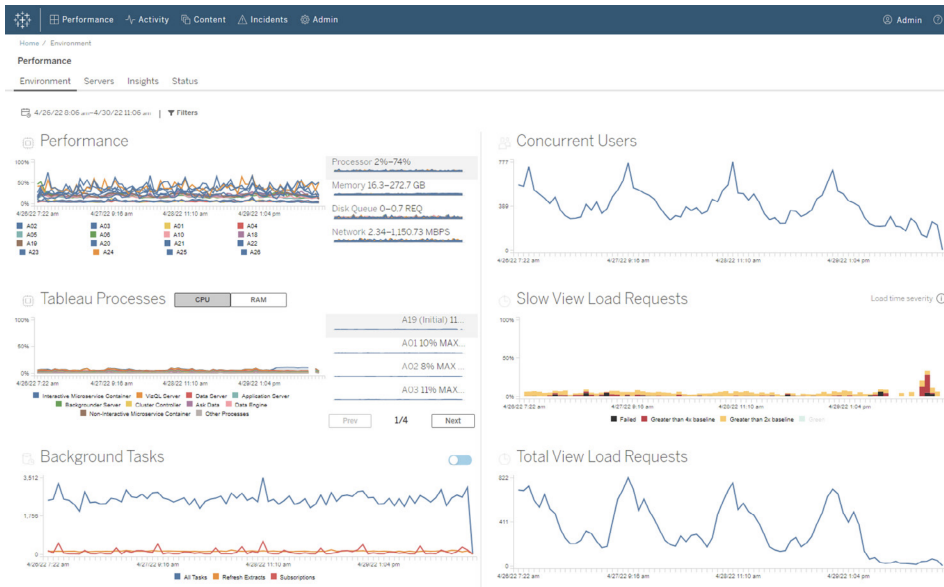 Performance Activity Content Incidents Admin Admin
Home / Environment
Performance
Environment Servers Insights Status
4/26/22 8:06 am–4/30/22 11:06 am | Filters
Performance
100%
50%
0%
4/26/22 7:22 am 4/27/22 9:16 am 4/28/22 11:10 am 4/29/22 1:04 pm
A02 A03 A01 A04
A05 A06 A10 A18
A19 A20 A21 A22
A23 A24 A25 A26
Processor 2%–74%
Memory 16.3–272.7 GB
Disk Queue 0–0.7 REQ
Network 2.34–1,150.73 MBPS
Concurrent Users
777
389
0
4/26/22 7:22 am 4/27/22 9:16 am 4/28/22 11:10 am 4/29/22 1:04 pm
Tableau Processes CPU RAM
100%
50%
0%
4/26/22 7:22 am 4/27/22 9:16 am 4/28/22 11:10 am 4/29/22 1:04 pm
Interactive Microservice Container VizQL Server Data Server Application Server
Backgrounder Server Cluster Controller Ask Data Data Engine
Non-Interactive Microservice Container Other Processes
A19 (Initial) 11...
A01 10% MAX...
A02 8% MAX...
A03 11% MAX...
Prev 1/4 Next
Slow View Load Requests Load time severity
100%
50%
0%
4/26/22 7:22 am 4/27/22 9:16 am 4/28/22 11:10 am 4/29/22 1:04 pm
Failed Greater than 4x baseline Greater than 2x baseline Green
Background Tasks
3,512
1,756
0
4/26/22 7:22 am 4/27/22 9:16 am 4/28/22 11:10 am 4/29/22 1:04 pm
All Tasks Refresh Extracts Subscriptions
Total View Load Requests
822
411
0
4/26/22 7:22 am 4/27/22 9:16 am 4/28/22 11:10 am 4/29/22 1:04 pm